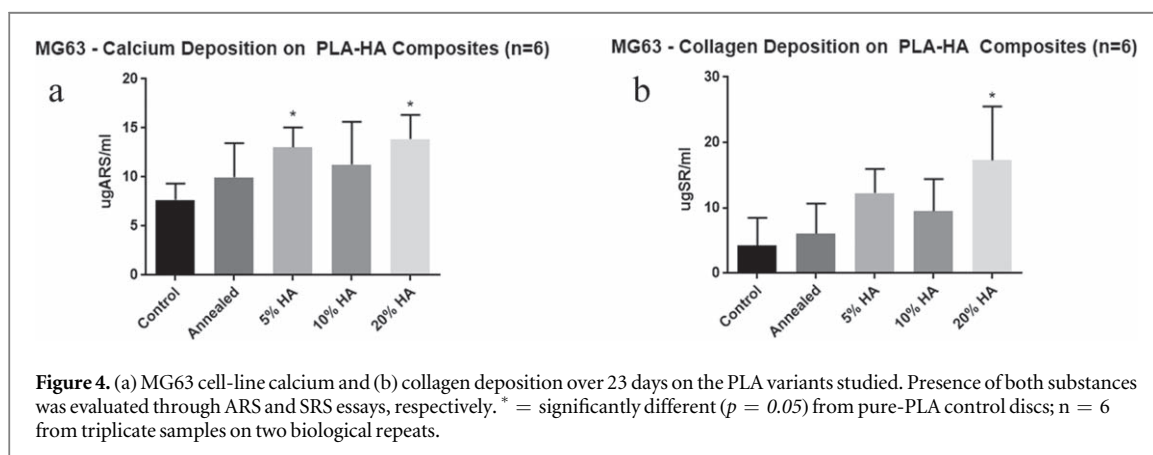 MG63 - Calcium Deposition on PLA-HA Composites (n=6)
a
ugARS/ml
20
15
10
5
0
*
*
Control
Annealed
5% HA
10% HA
20% HA
MG63 - Collagen Deposition on PLA-HA Composites (n=6)
b
ugSR/ml
30
20
10
0
*
Control
Annealed
5% HA
10% HA
20% HA
Figure 4. (a) MG63 cell-line calcium and (b) collagen deposition over 23 days on the PLA variants studied. Presence of both substances
was evaluated through ARS and SRS essays, respectively. * = significantly different (p = 0.05) from pure-PLA control discs; n = 6
from triplicate samples on two biological repeats.